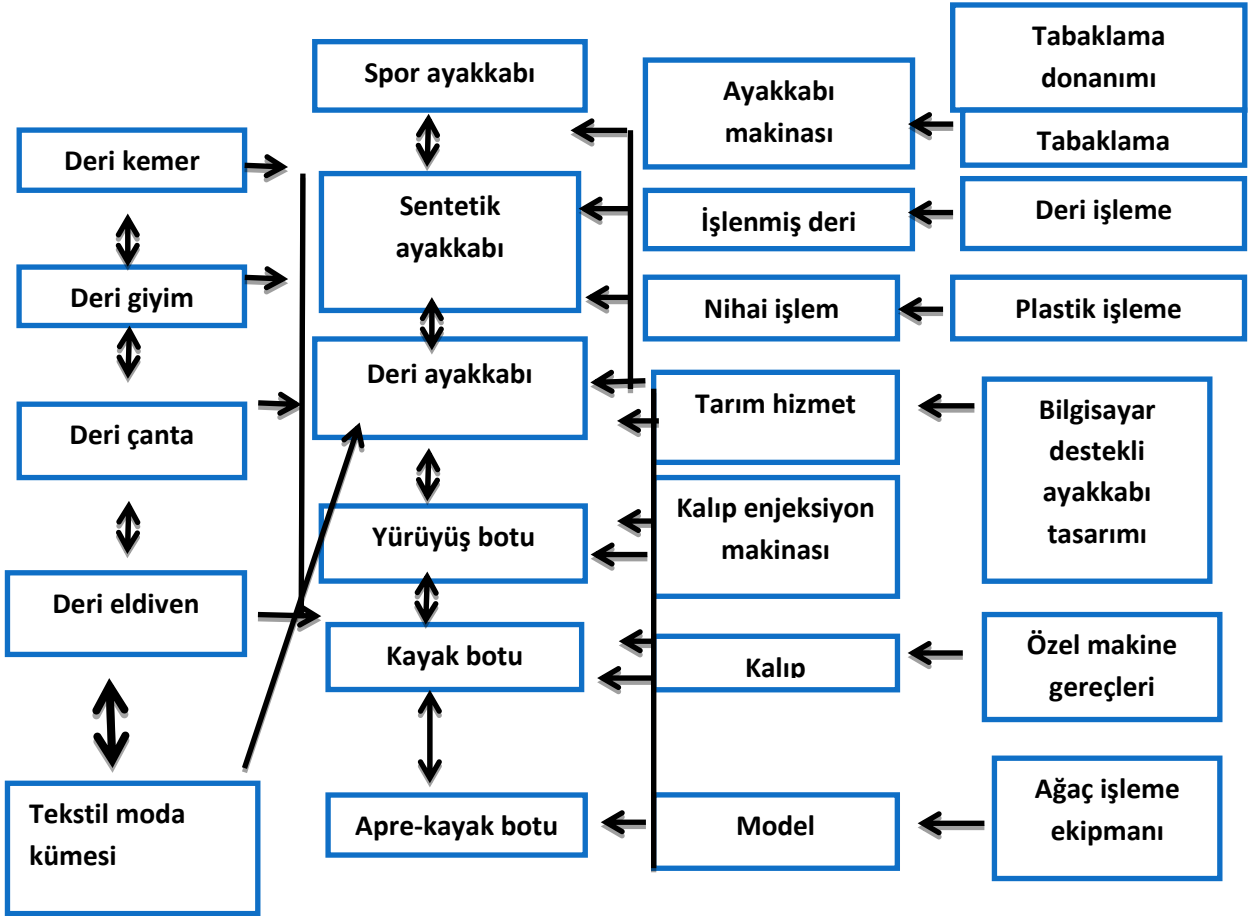 Deri kemer
Deri giyim
Deri çanta
Deri eldiven
Tekstil moda
kümesi
Spor ayakkabı
Sentetik
ayakkabı
Deri ayakkabı
Yürüyüş botu
Kayak botu
Apre-kayak botu
Ayakkabı
makinası
İşlenmiş deri
Nihai işlem
Tarım hizmet
Kalıp enjeksiyon
makinası
Kalıp
Model
Tabaklama
donanımı
Tabaklama
Deri işleme
Plastik işleme
Bilgisayar
destekli
ayakkabı
tasarımı
Özel makine
gereçleri
Ağaç işleme
ekipmanı